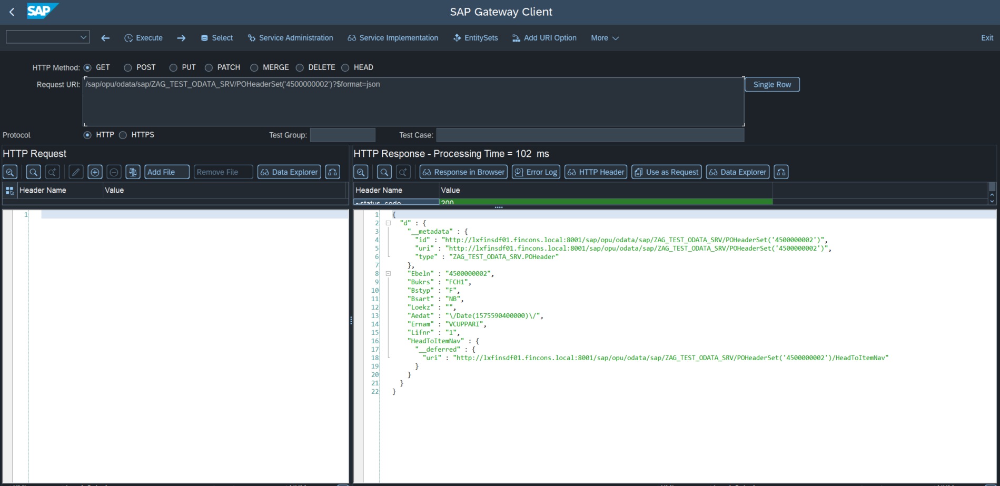 SAP
SAP Gateway Client
Execute Select Service Administration Service Implementation EntitySets Add URI Option More Exit
HTTP Method: GET POST PUT PATCH MERGE DELETE HEAD
Request URI: /sap/opu/odata/sap/ZAG_TEST_ODATA_SRV/POHeaderSet('4500000002')?$format=json Single Row
Protocol HTTP HTTPS Test Group: Test Case:
HTTP Request
Add File Remove File Data Explorer
Header Name Value
1
HTTP Response - Processing Time = 102 ms
Response in Browser Error Log HTTP Header Use as Request Data Explorer
Header Name Value
~status_code 200
1 {
2 "d" : {
3 "__metadata" : {
4 "id" : "http://lxfinsdf01.fincons.local:8001/sap/opu/odata/sap/ZAG_TEST_ODATA_SRV/POHeaderSet('4500000002')",
5 "uri" : "http://lxfinsdf01.fincons.local:8001/sap/opu/odata/sap/ZAG_TEST_ODATA_SRV/POHeaderSet('4500000002')",
6 "type" : "ZAG_TEST_ODATA_SRV.POHeader"
7 },
8 "Ebeln" : "4500000002",
9 "Bukrs" : "FCH1",
10 "Bstyp" : "F",
11 "Bsart" : "NB",
12 "Loekz" : "",
13 "Aedat" : "\/Date(1575590400000)\/",
14 "Ernam" : "VCUPPARI",
15 "Lifnr" : "1",
16 "HeadToItemNav" : {
17 "__deferred" : {
18 "uri" : "http://lxfinsdf01.fincons.local:8001/sap/opu/odata/sap/ZAG_TEST_ODATA_SRV/POHeaderSet('4500000002')/HeadToItemNav"
19 }
20 }
21 }
22 }